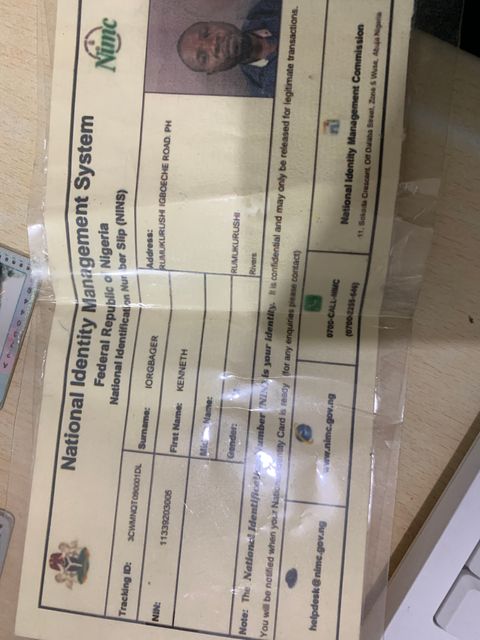 National Identity Management System
Federal Republic of Nigeria
National Identification Number Slip (NINS)
Nimc
Tracking ID: 3CWMNQT090001DL
Surname: IORGBAGER
Address:
RUMUKURUSHI IGBOECHE ROAD. PH
NIN: 11339203005
First Name: KENNETH
Middle Name:
Gender:
RUMUKURUSHI
Rivers
Note: The National Identification Number (NIN) is your identity. It is confidential and may only be released for legitimate transactions.
You will be notified when your National Identity Card is ready (for any enquiries please contact)
helpdesk@nimc.gov.ng
www.nimc.gov.ng
0700-CALL-NIMC
(0700-2255-646)
National Identity Management Commission
11, Sokoda Crescent, Off Dalaba Street, Zone 5 Wuse, Abuja Nigeria